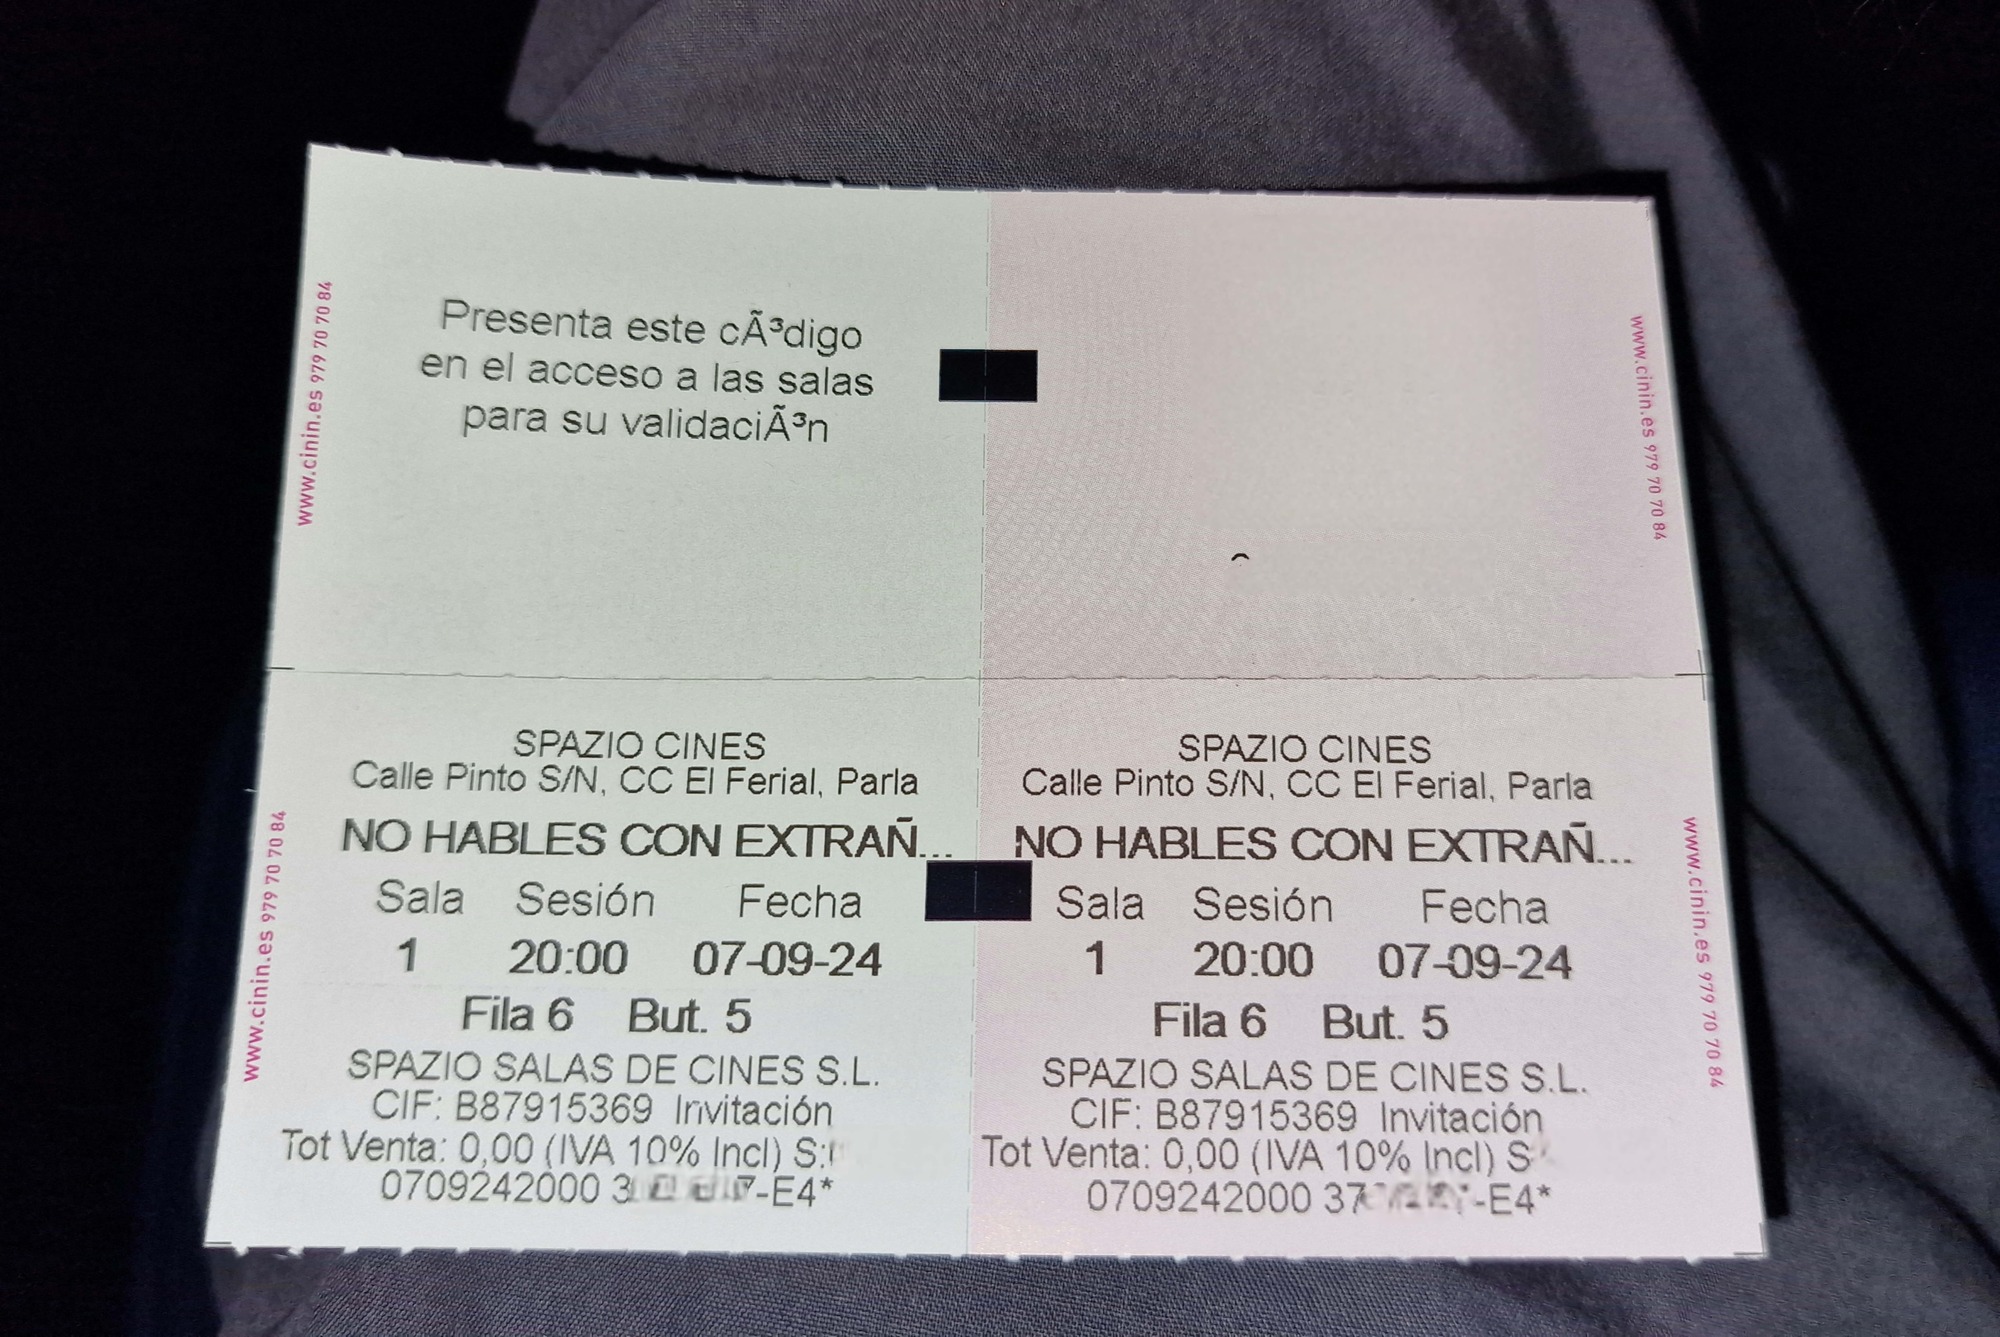 Presenta este cÃ³digo
en el acceso a las salas
para su validaciÃ³n
www.cinin.es 979 70 70 84
www.cinin.es 979 70 70 84
SPAZIO CINES
Calle Pinto S/N, CC El Ferial, Parla
NO HABLES CON EXTRAÑ...
Sala Sesión Fecha
1 20:00 07-09-24
Fila 6 But. 5
SPAZIO SALAS DE CINES S.L.
CIF: B87915369 Invitación
Tot Venta: 0,00 (IVA 10% Incl) S:
0709242000 -E4*
www.cinin.es 979 70 70 84
SPAZIO CINES
Calle Pinto S/N, CC El Ferial, Parla
NO HABLES CON EXTRAÑ...
Sala Sesión Fecha
1 20:00 07-09-24
Fila 6 But. 5
SPAZIO SALAS DE CINES S.L.
CIF: B87915369 Invitación
Tot Venta: 0,00 (IVA 10% Incl) S
0709242000 -E4*
www.cinin.es 979 70 70 84